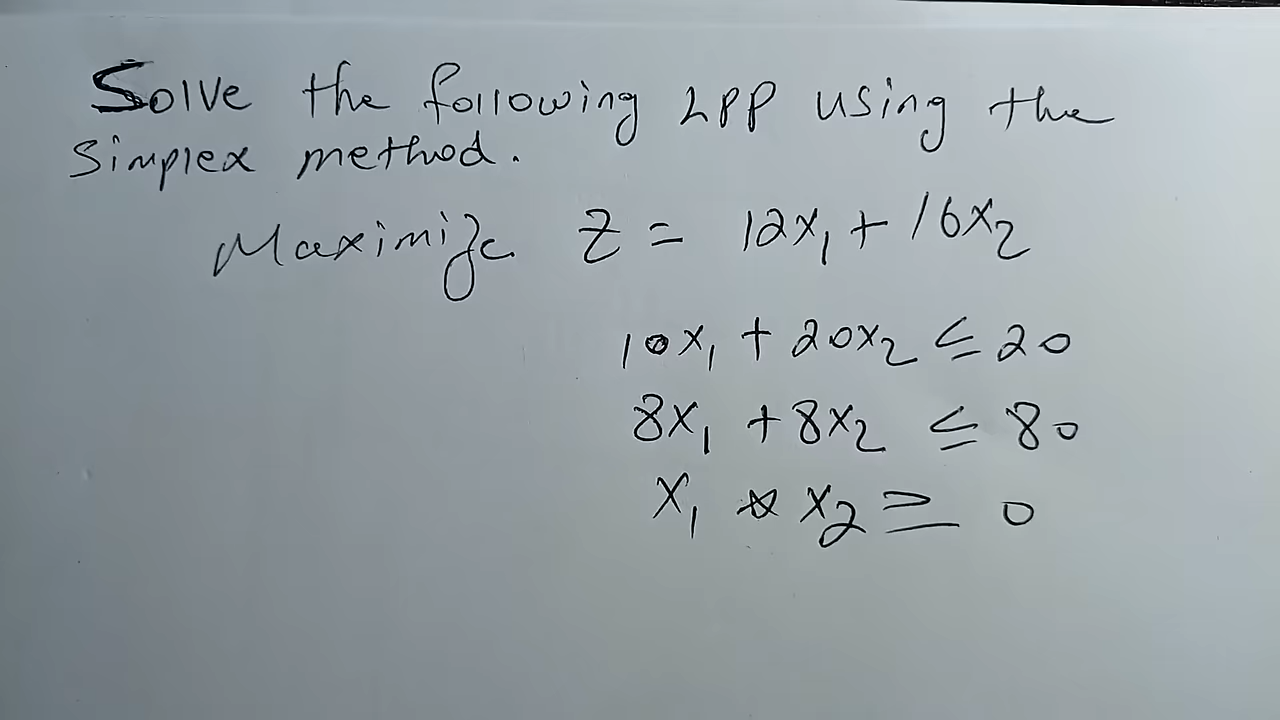 Solve the following LPP using the
simplex method.
Maximize Z = 12x₁ + 16x₂
10x₁ + 20x₂ ≤ 20
8x₁ + 8x₂ ≤ 80
x₁ x₂ ≥ 0